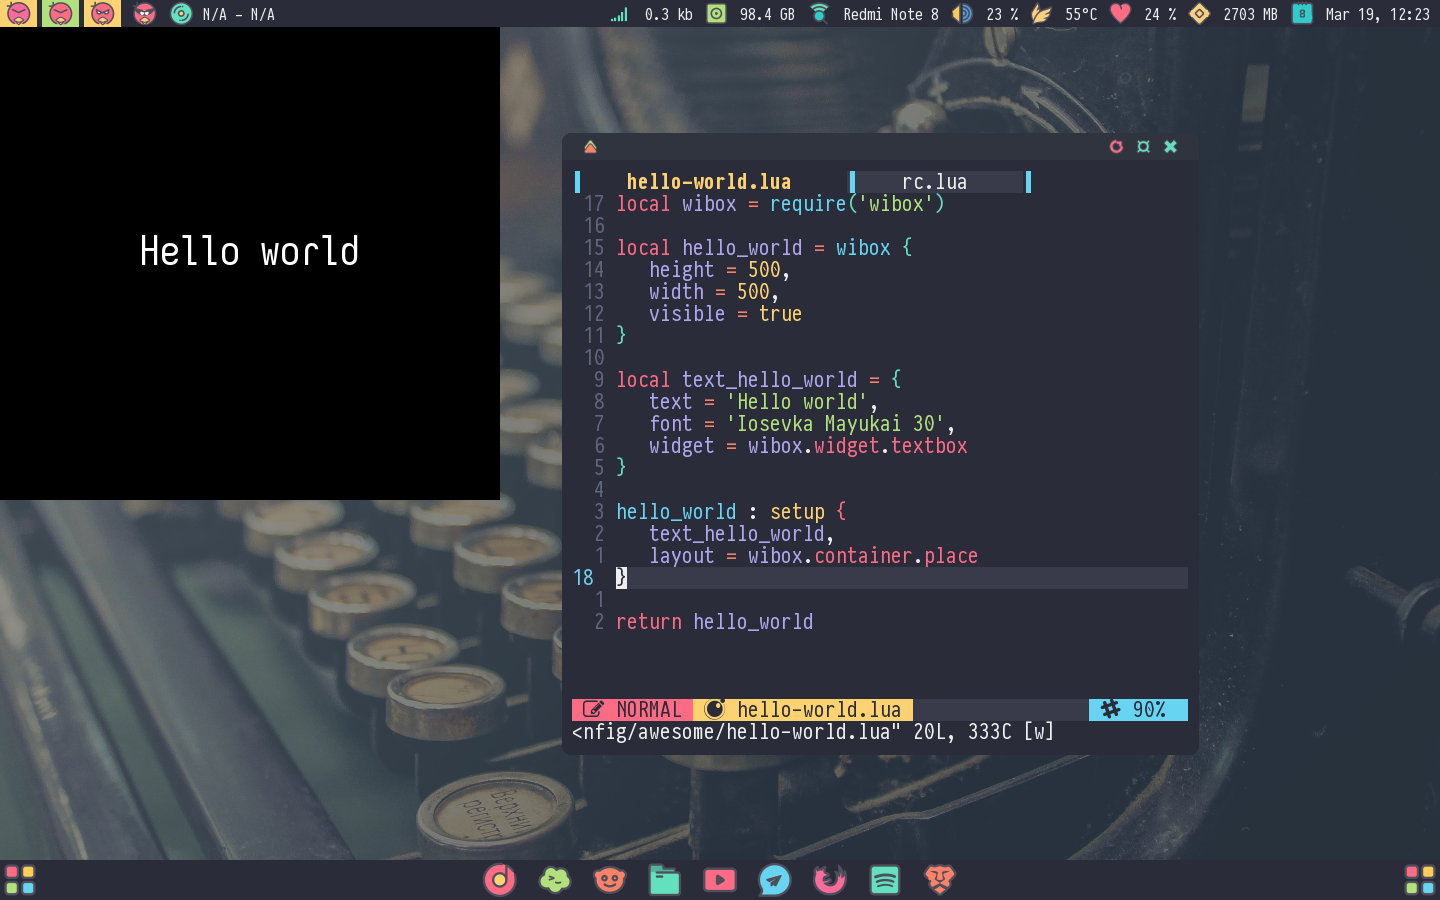 N/A - N/A
0.3 kb 98.4 GB Redmi Note 8 23 % 55°C 24 % 2703 MB 8 Mar 19, 12:23
Hello world
hello-world.lua rc.lua
17 local wibox = require('wibox')
16
15 local hello_world = wibox {
14 height = 500,
13 width = 500,
12 visible = true
11 }
10
9 local text_hello_world = {
8 text = 'Hello world',
7 font = 'Iosevka Mayukai 30',
6 widget = wibox.widget.textbox
5 }
4
3 hello_world : setup {
2 text_hello_world,
1 layout = wibox.container.place
18 }
1
2 return hello_world
NORMAL hello-world.lua # 90%
<nfig/awesome/hello-world.lua" 20L, 333C [w]
Верхний
регистр